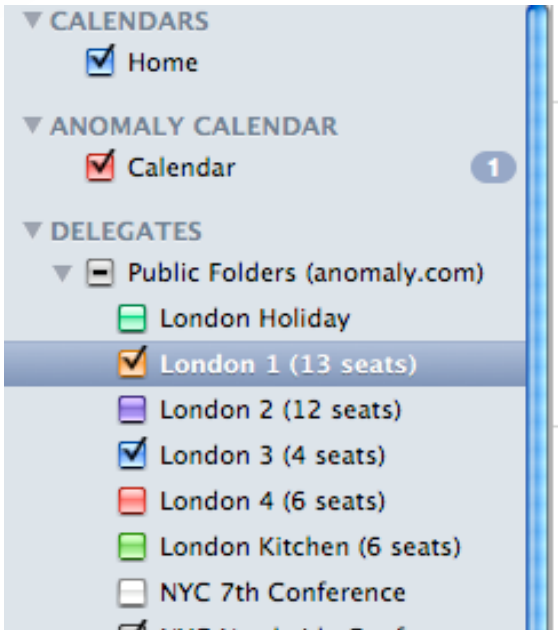 CALENDARS
Home
ANOMALY CALENDAR
Calendar 1
DELEGATES
Public Folders (anomaly.com)
London Holiday
London 1 (13 seats)
London 2 (12 seats)
London 3 (4 seats)
London 4 (6 seats)
London Kitchen (6 seats)
NYC 7th Conference